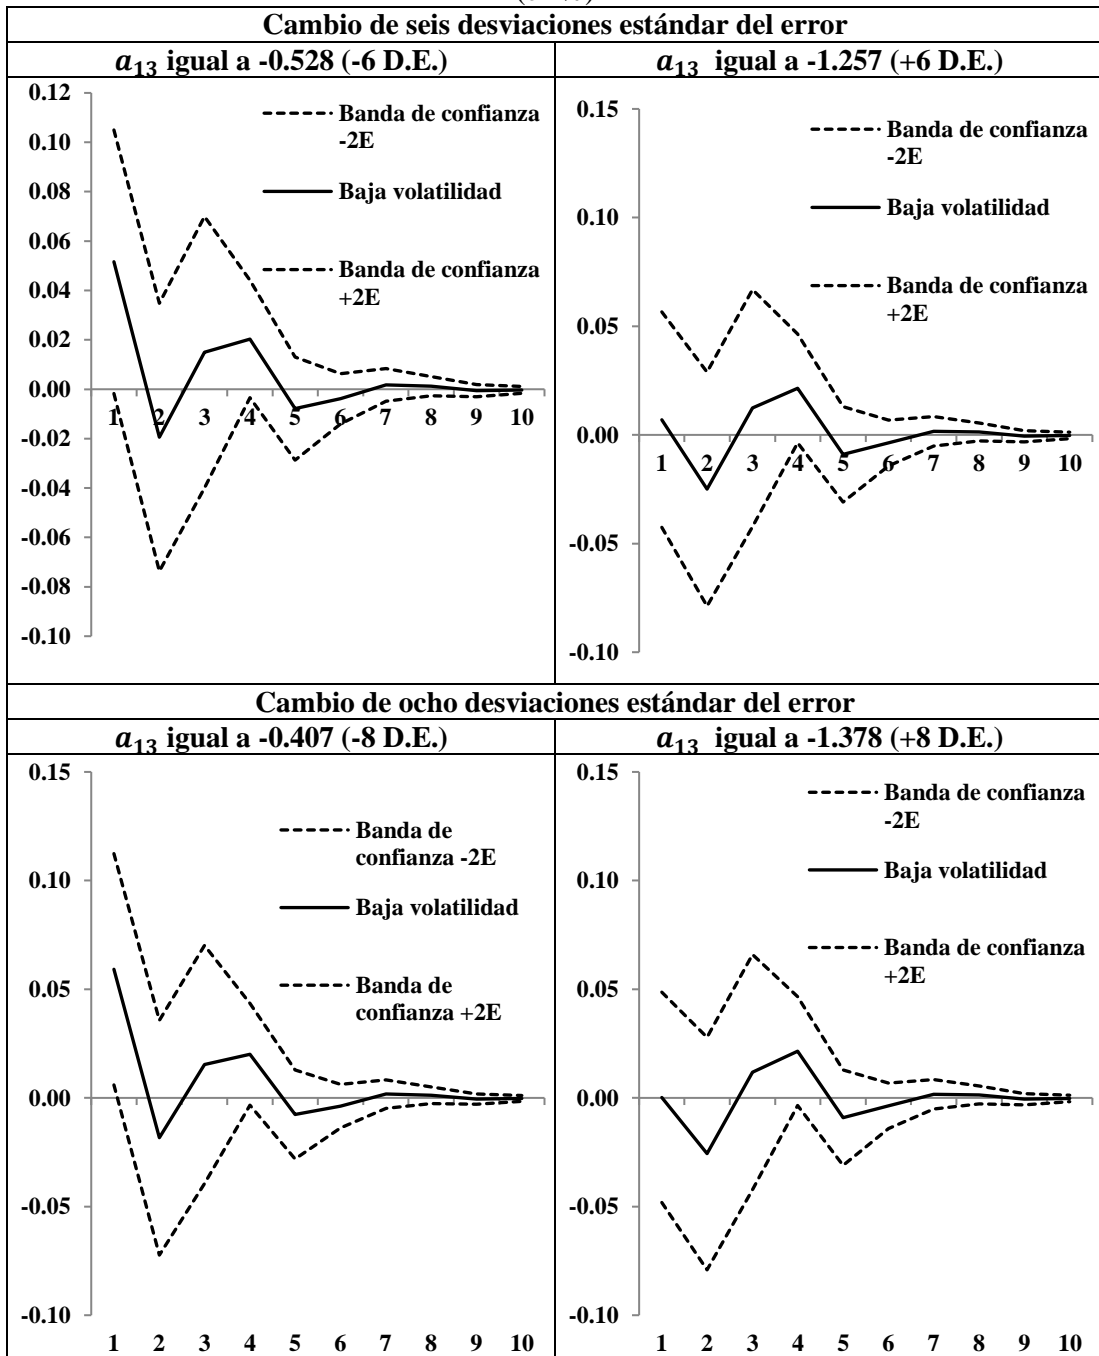 Cambio de seis desviaciones estándar del error
a13 igual a -0.528 (-6 D.E.)
a13 igual a -1.257 (+6 D.E.)
0.12
0.10
0.08
0.06
0.04
0.02
0.00
-0.02
-0.04
-0.06
-0.08
-0.10
1 2 3 4 5 6 7 8 9 10
Banda de confianza
-2E
Baja volatilidad
Banda de confianza
+2E
0.15
0.10
0.05
0.00
-0.05
-0.10
1 2 3 4 5 6 7 8 9 10
Banda de confianza
-2E
Baja volatilidad
Banda de confianza
+2E
Cambio de ocho desviaciones estándar del error
a13 igual a -0.407 (-8 D.E.)
a13 igual a -1.378 (+8 D.E.)
0.15
0.10
0.05
0.00
-0.05
-0.10
1 2 3 4 5 6 7 8 9 10
Banda de
confianza -2E
Baja volatilidad
Banda de
confianza +2E
0.15
0.10
0.05
0.00
-0.05
-0.10
1 2 3 4 5 6 7 8 9 10
Banda de confianza
-2E
Baja volatilidad
Banda de confianza
+2E